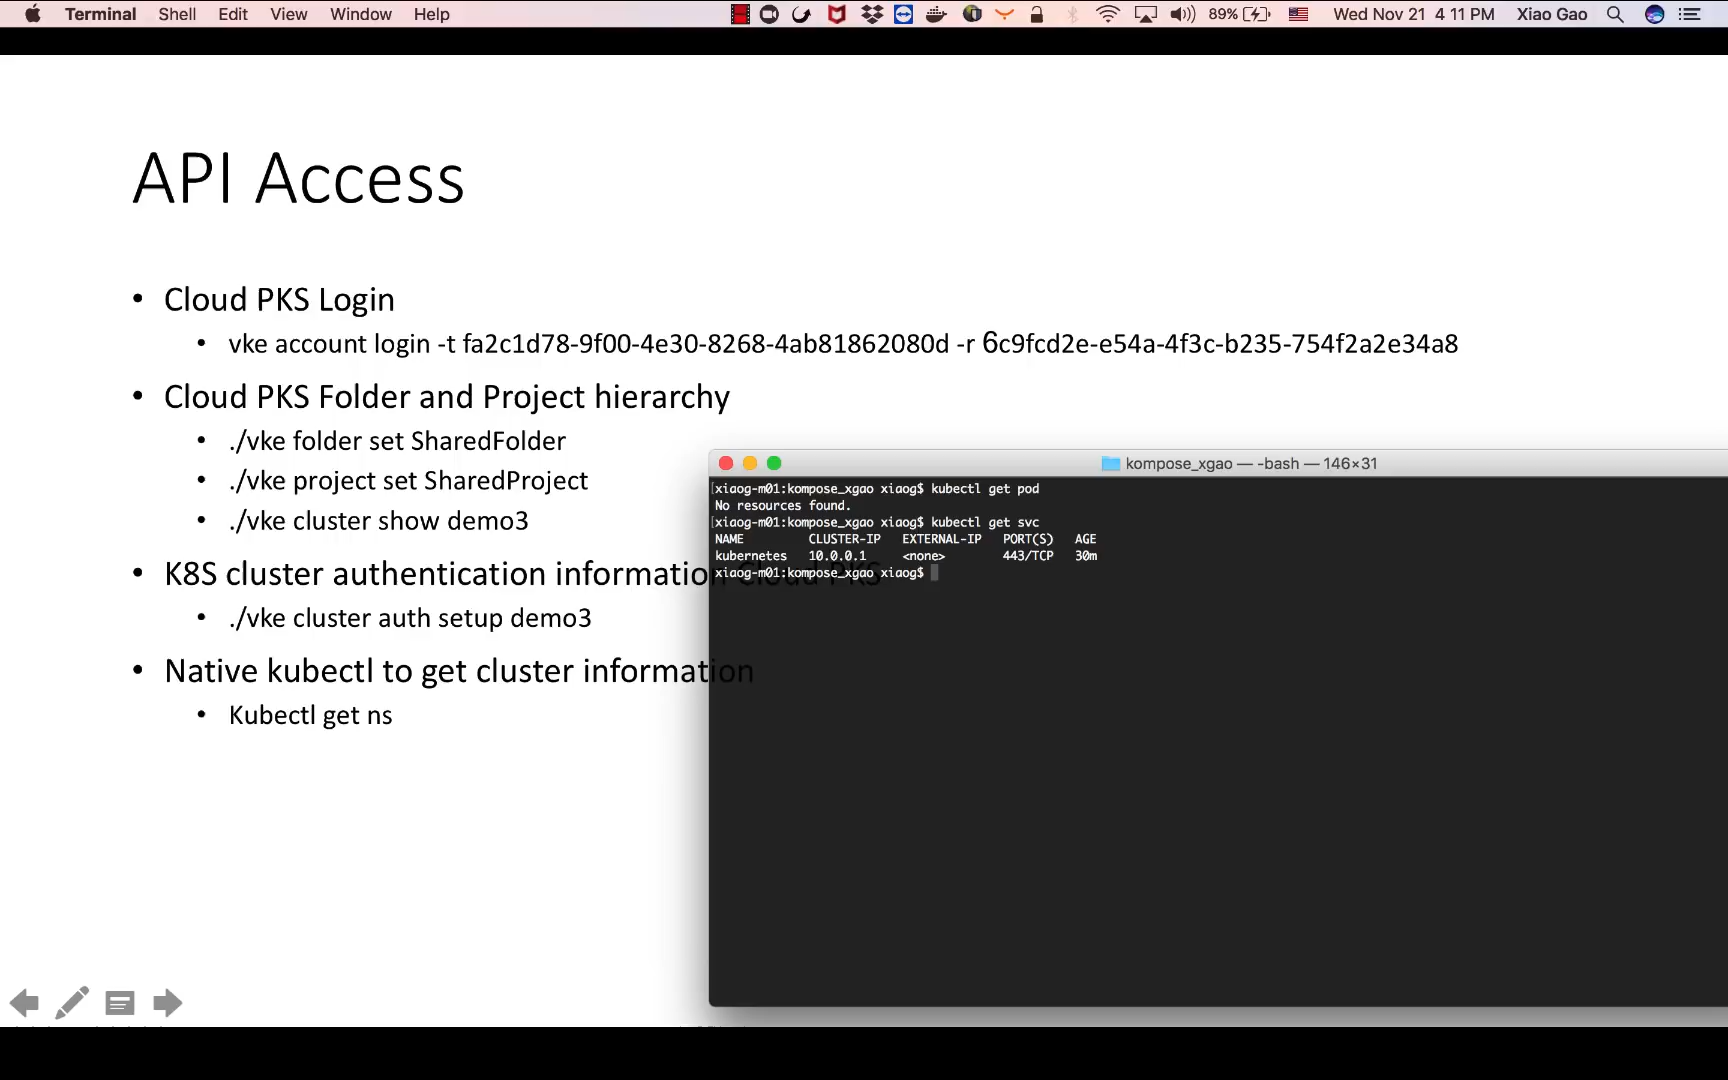 Terminal Shell Edit View Window Help 89% Wed Nov 21 4 11 PM Xiao Gao
API Access
• Cloud PKS Login
• vke account login -t fa2c1d78-9f00-4e30-8268-4ab81862080d -r 6c9fcd2e-e54a-4f3c-b235-754f2a2e34a8
• Cloud PKS Folder and Project hierarchy
• ./vke folder set SharedFolder
• ./vke project set SharedProject
• ./vke cluster show demo3
• K8S cluster authentication information Cloud PKS
• ./vke cluster auth setup demo3
• Native kubectl to get cluster information
• Kubectl get ns
kompose_xgao — -bash — 146×31
[xiaog-m01:kompose_xgao xiaog$ kubectl get pod
No resources found.
[xiaog-m01:kompose_xgao xiaog$ kubectl get svc
NAME CLUSTER-IP EXTERNAL-IP PORT(S) AGE
kubernetes 10.0.0.1 <none> 443/TCP 30m
xiaog-m01:kompose_xgao xiaog$